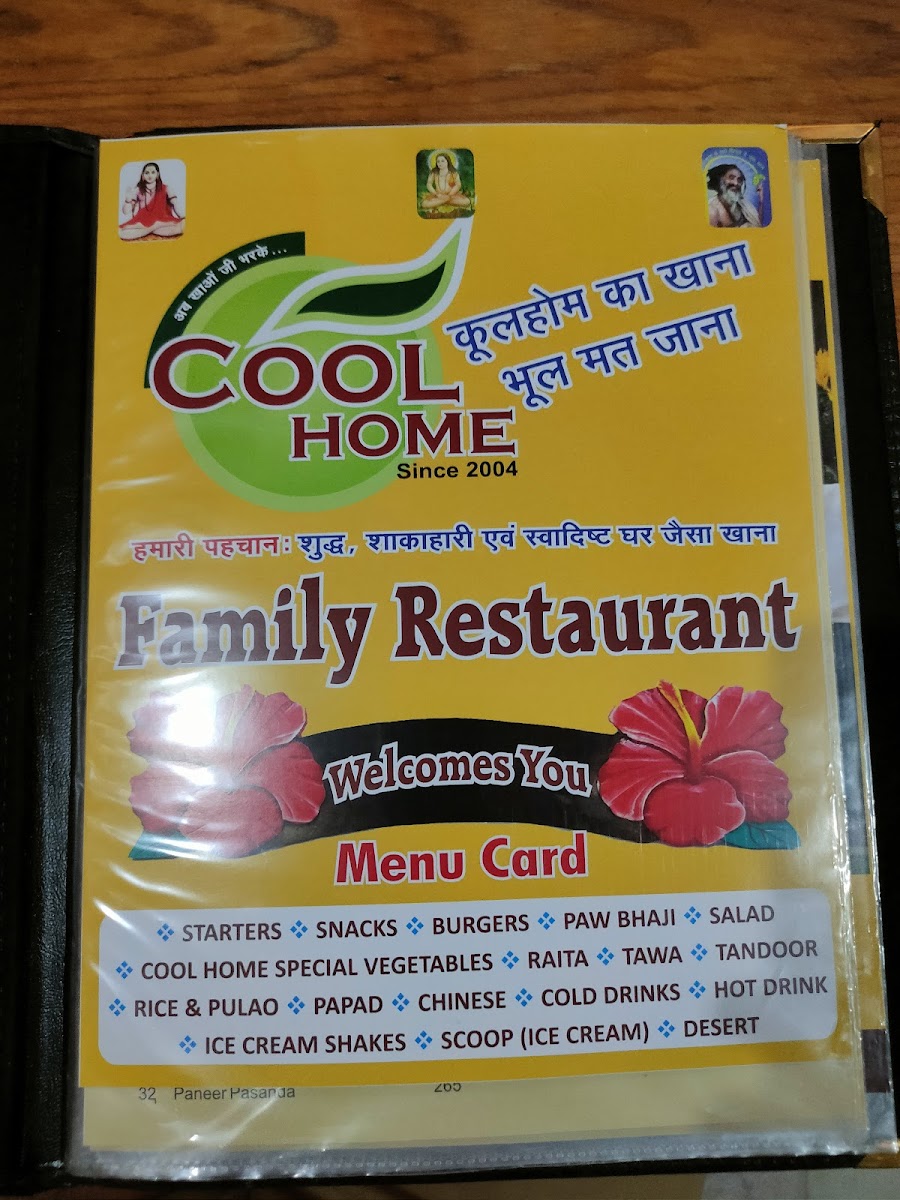 अब खाओं जी भरके...
COOL
HOME
Since 2004
कूलहोम का खाना
भूल मत जाना
हमारी पहचान: शुद्ध, शाकाहारी एवं स्वादिष्ट घर जैसा खाना
Family Restaurant
Welcomes You
Menu Card
❖ STARTERS ❖ SNACKS ❖ BURGERS ❖ PAW BHAJI ❖ SALAD
❖ COOL HOME SPECIAL VEGETABLES ❖ RAITA ❖ TAWA ❖ TANDOOR
❖ RICE & PULAO ❖ PAPAD ❖ CHINESE ❖ COLD DRINKS ❖ HOT DRINK
❖ ICE CREAM SHAKES ❖ SCOOP (ICE CREAM) ❖ DESERT
32 Paneer Pasanda 265